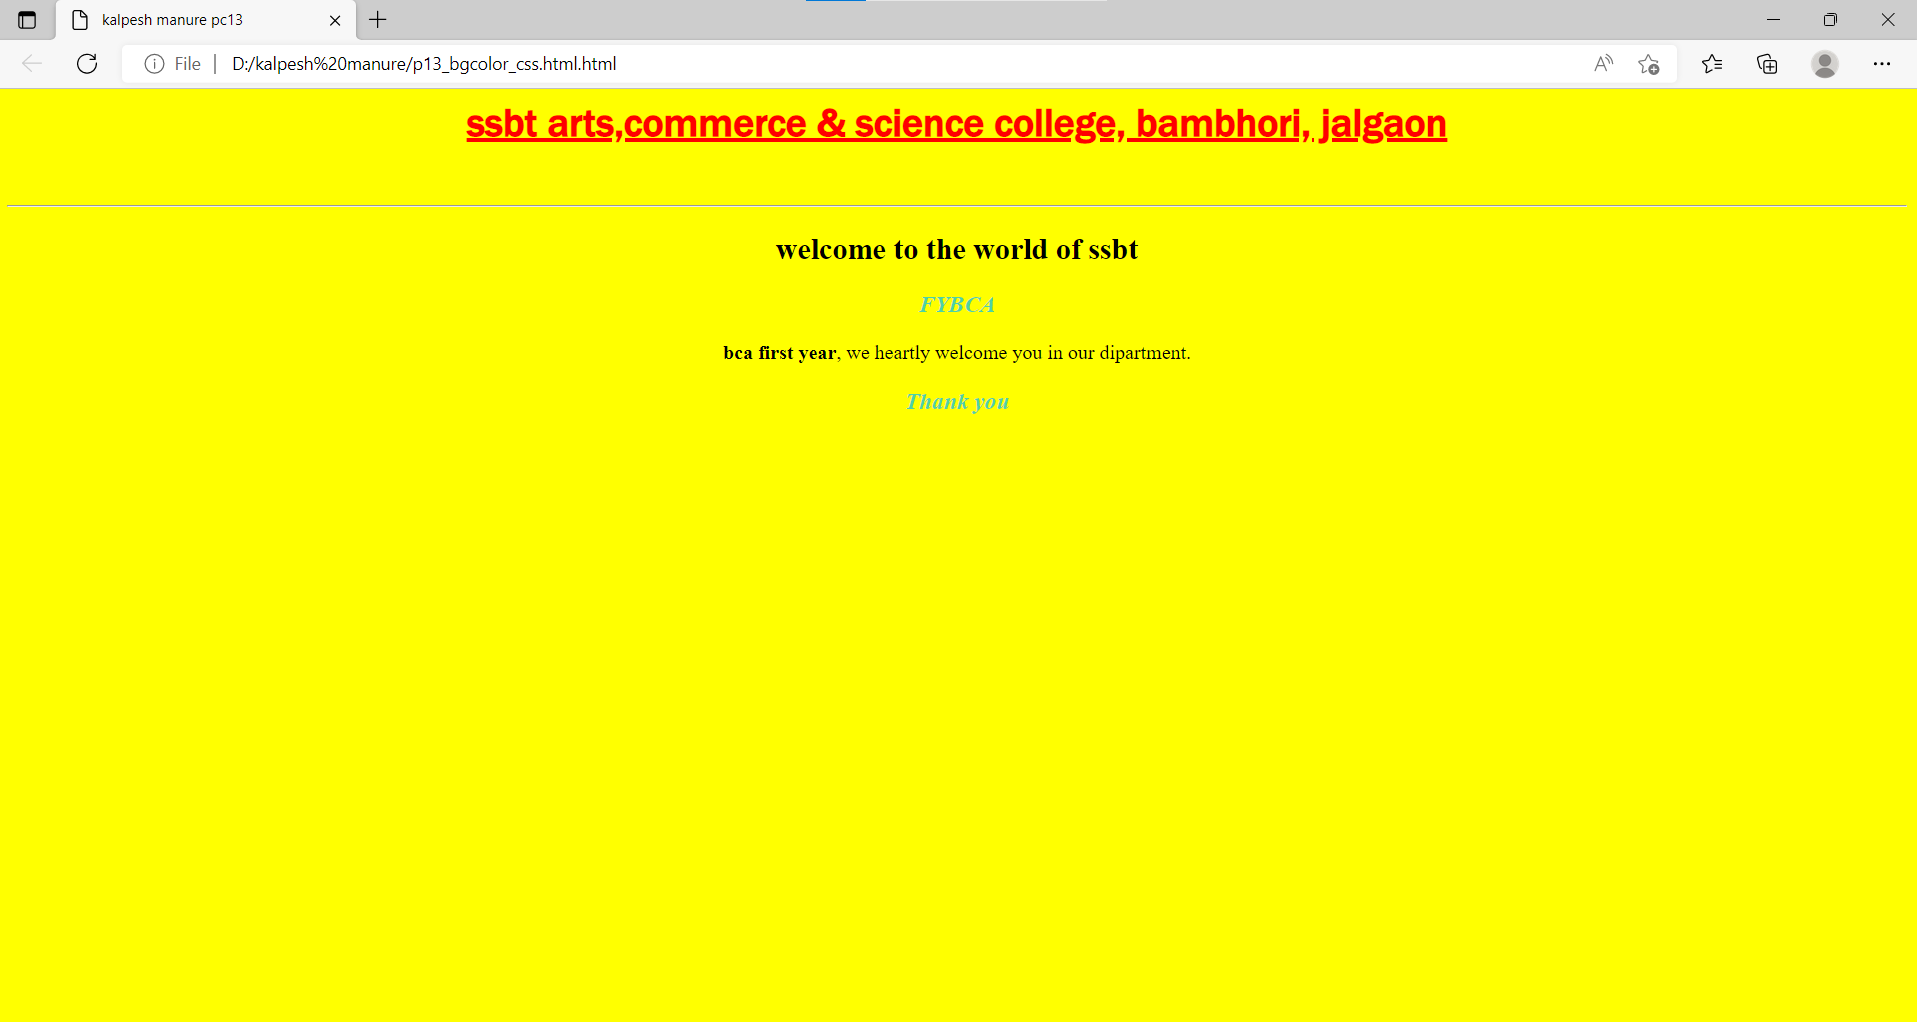 kalpesh manure pc13
File D:/kalpesh%20manure/p13_bgcolor_css.html.html
ssbt arts,commerce & science college, bambhori, jalgaon
welcome to the world of ssbt
FYBCA
bca first year, we heartly welcome you in our dipartment.
Thank you